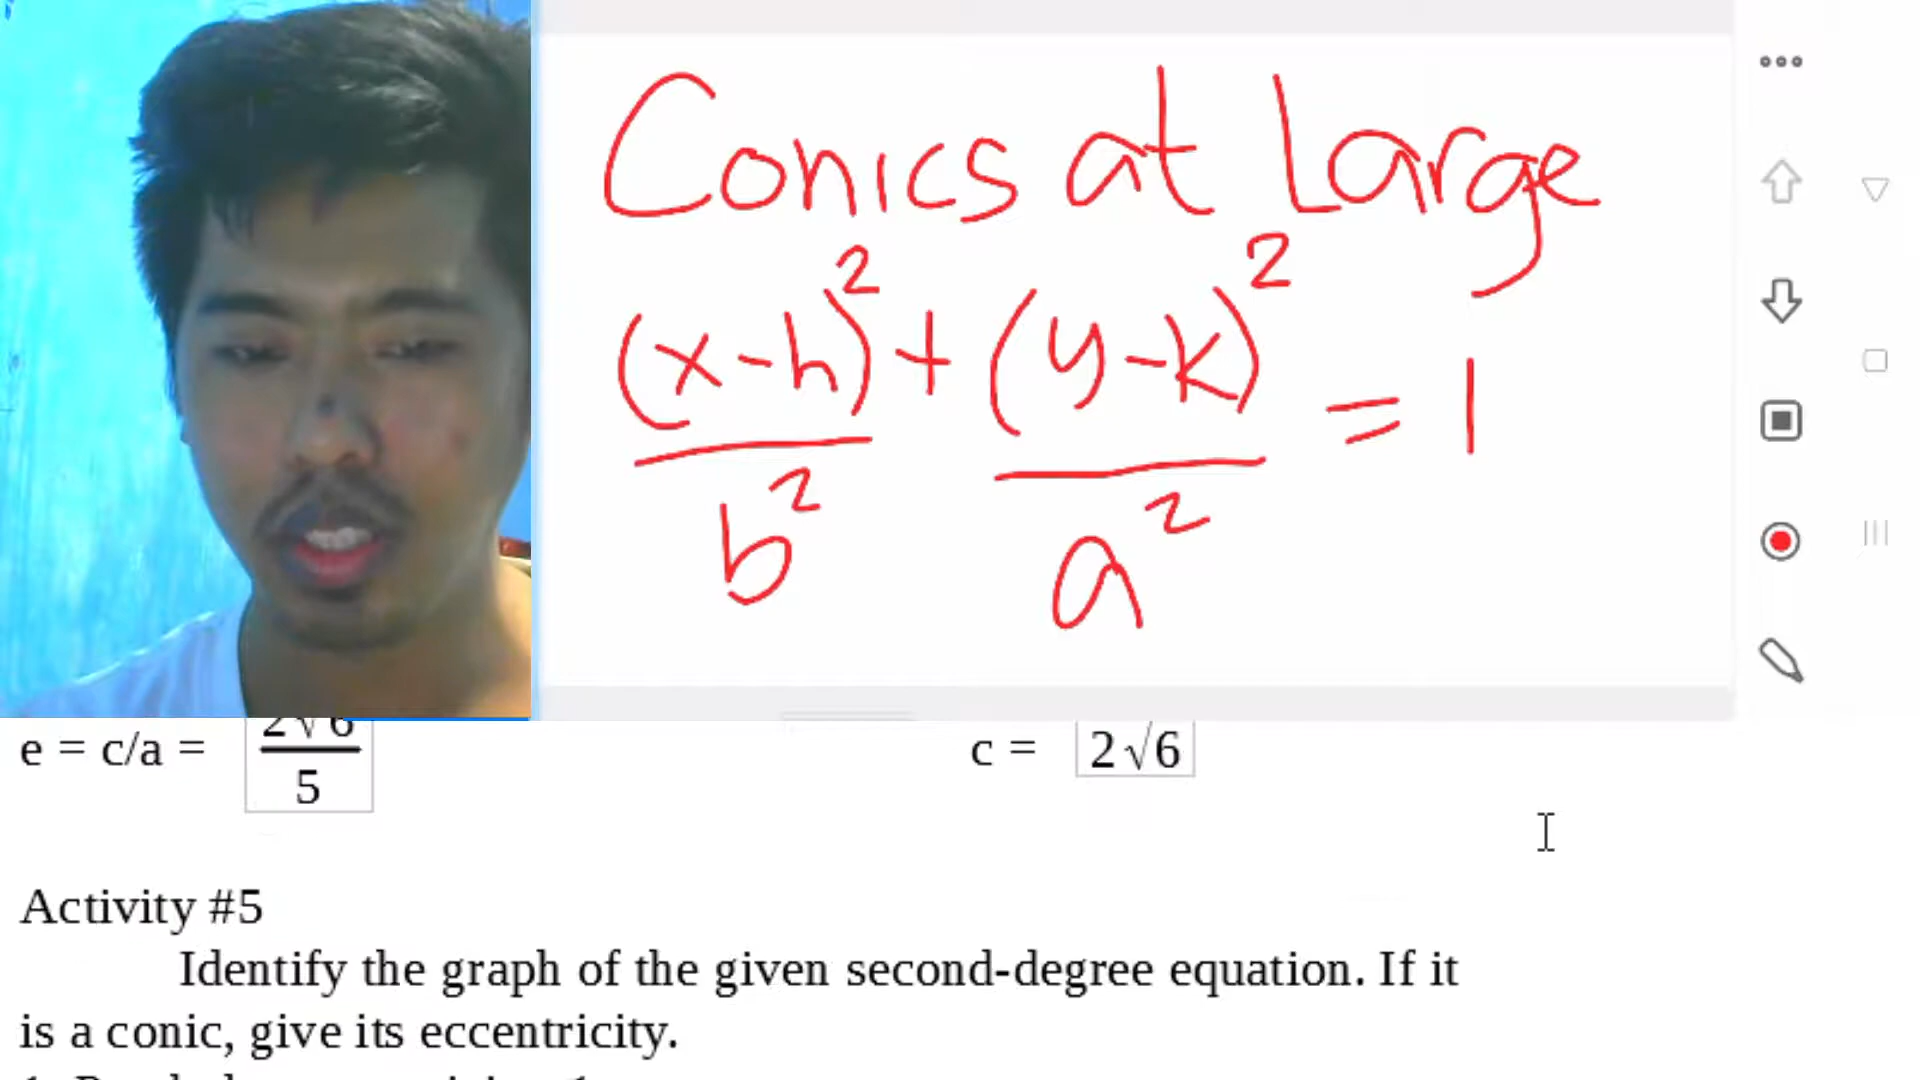 Conics at Large
(x-h)² + (y-k)² = 1
b² a²
e = c/a = 2√6
5
c = 2√6
Activity #5
Identify the graph of the given second-degree equation. If it
is a conic, give its eccentricity.